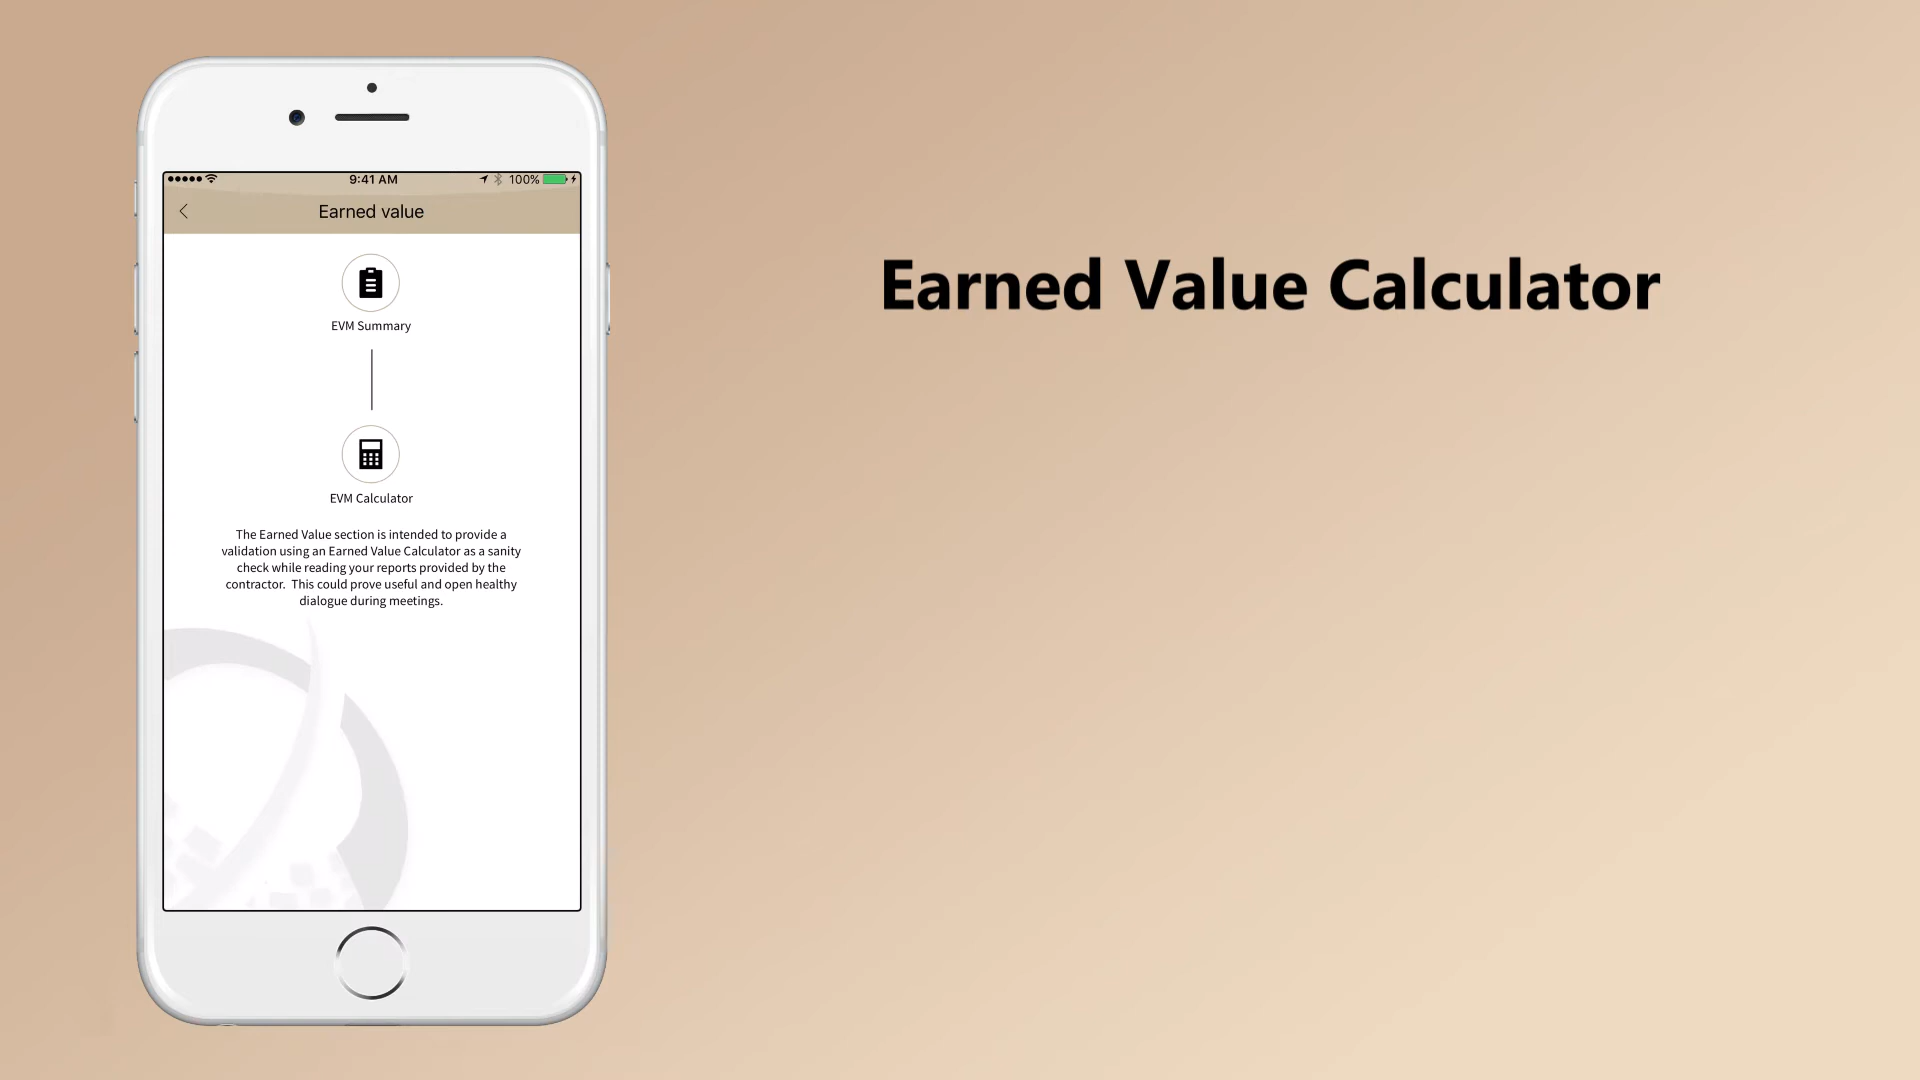 9:41 AM
100%
Earned value
EVM Summary
EVM Calculator
The Earned Value section is intended to provide a
validation using an Earned Value Calculator as a sanity
check while reading your reports provided by the
contractor.  This could prove useful and open healthy
dialogue during meetings.
Earned Value Calculator